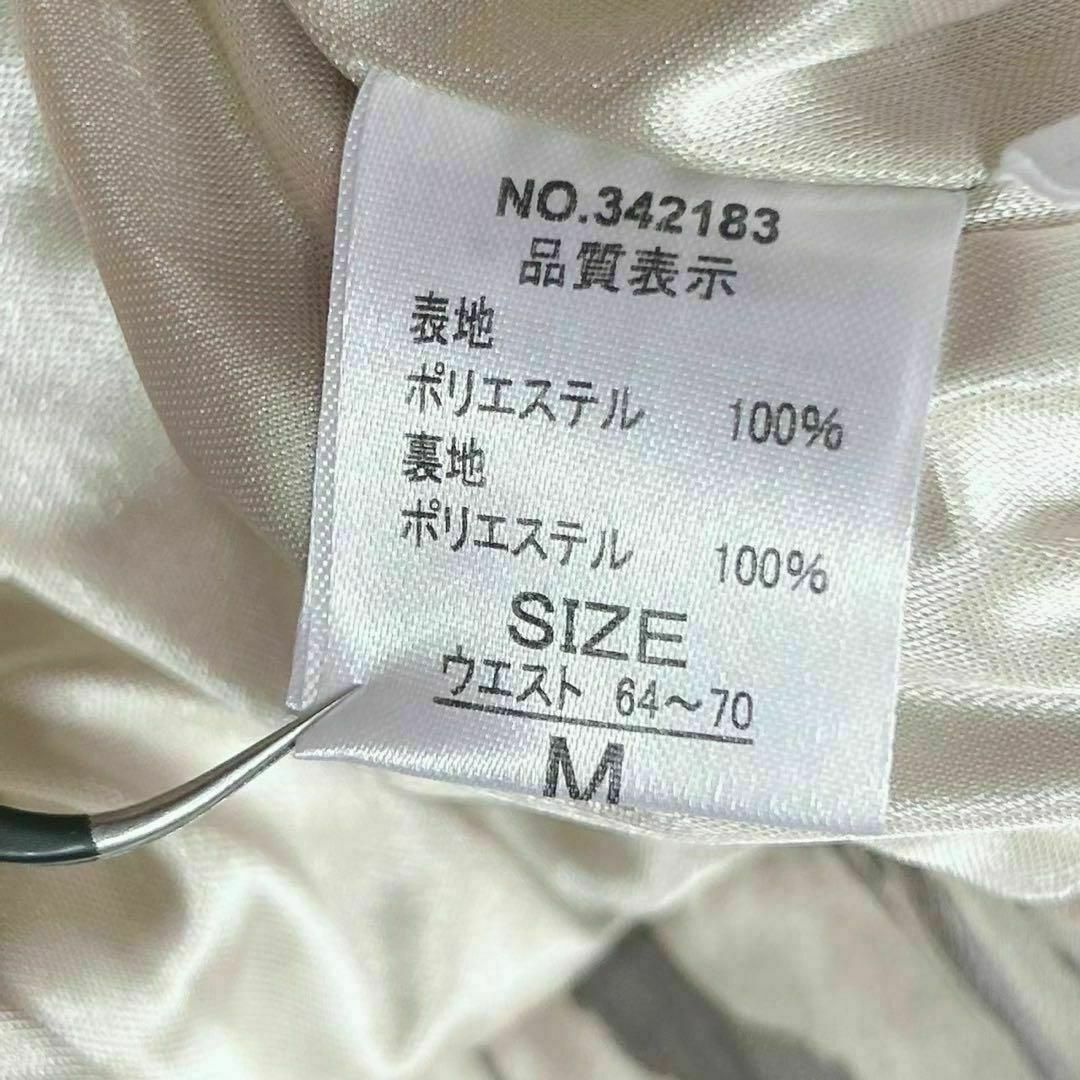 NO.342183
品質表示
表地
ポリエステル 100%
裏地
ポリエステル 100%
SIZE
ウエスト 64～70
M